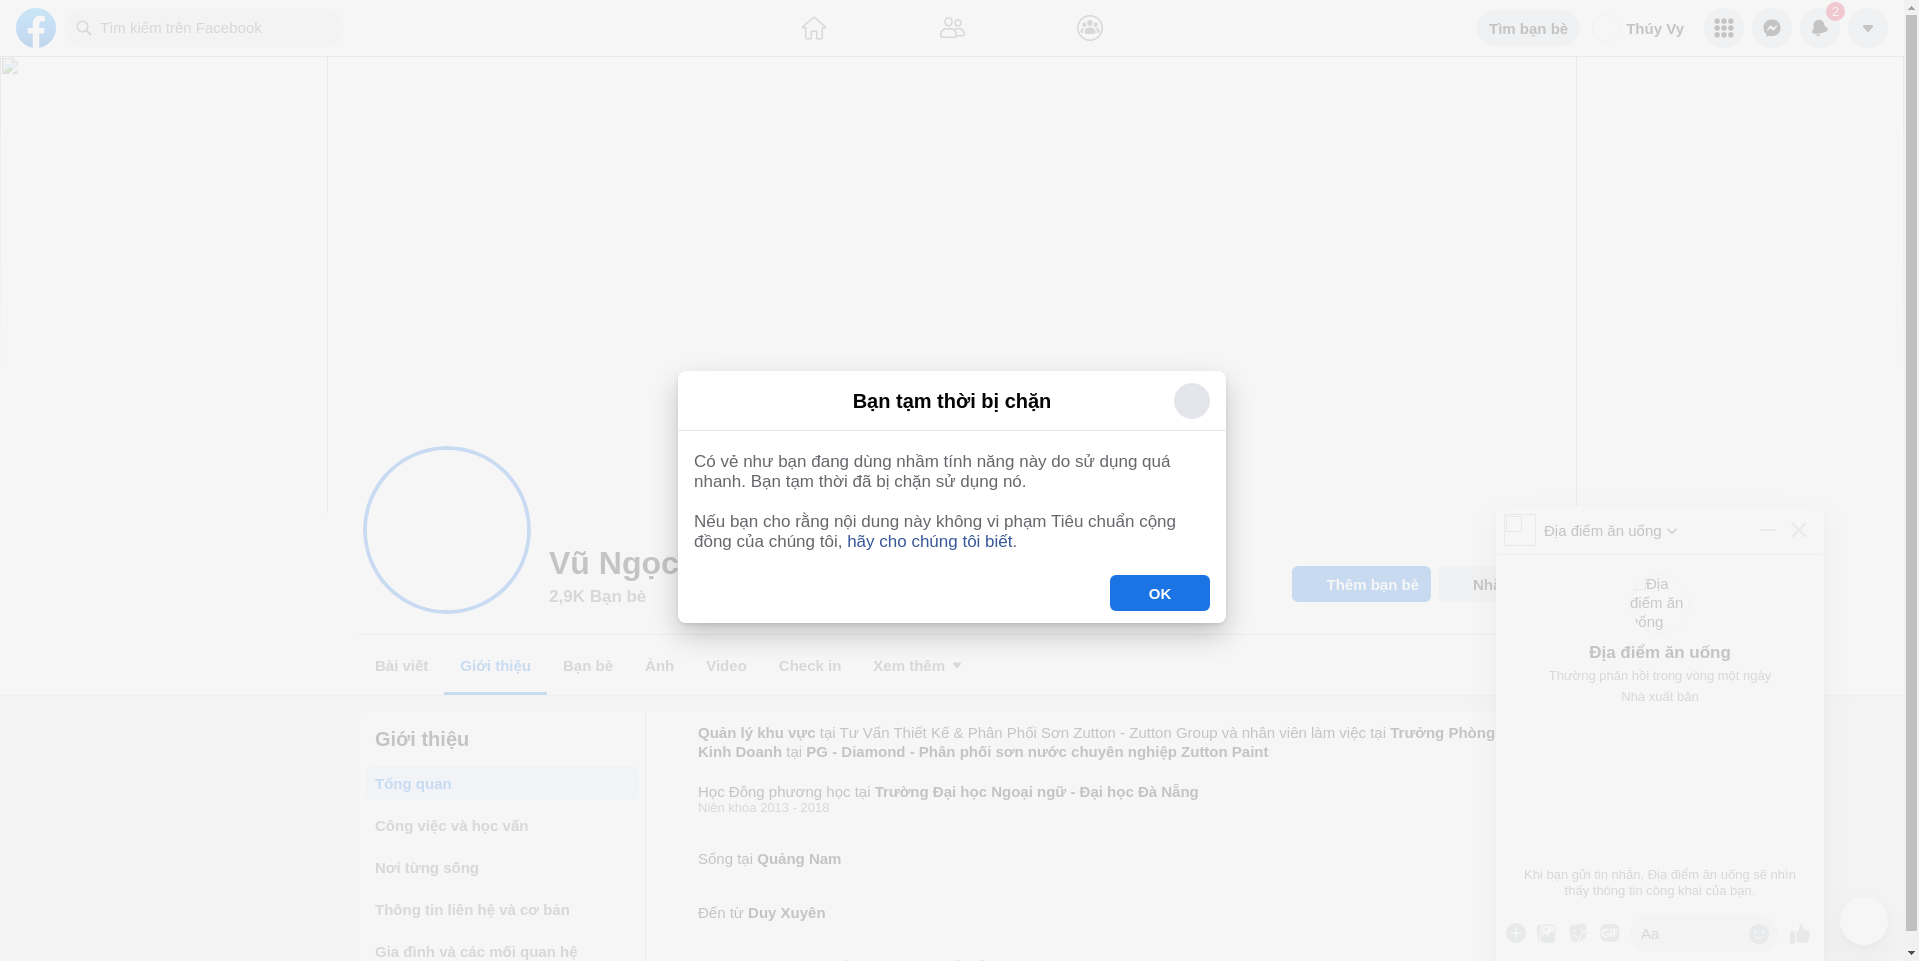 Tìm kiếm trên Facebook
Tìm bạn bè
Thúy Vy
2
Bạn tạm thời bị chặn
Có vẻ như bạn đang dùng nhầm tính năng này do sử dụng quá
nhanh. Bạn tạm thời đã bị chặn sử dụng nó.
Nếu bạn cho rằng nội dung này không vi phạm Tiêu chuẩn cộng
đồng của chúng tôi, hãy cho chúng tôi biết.
OK
Vũ Ngọc
2,9K Bạn bè
Thêm bạn bè
Bài viết
Giới thiệu
Bạn bè
Ảnh
Video
Check in
Xem thêm
Giới thiệu
Tổng quan
Công việc và học vấn
Nơi từng sống
Thông tin liên hệ và cơ bản
Gia đình và các mối quan hệ
Quản lý khu vực tại Tư Vấn Thiết Kế & Phân Phối Sơn Zutton - Zutton Group và nhân viên làm việc tại Trưởng Phòng
Kinh Doanh tại PG - Diamond - Phân phối sơn nước chuyên nghiệp Zutton Paint
Học Đông phương học tại Trường Đại học Ngoại ngữ - Đại học Đà Nẵng
Niên khóa 2013 - 2018
Sống tại Quảng Nam
Đến từ Duy Xuyên
Địa điểm ăn uống
Địa
điểm ăn
uống
Địa điểm ăn uống
Thường phản hồi trong vòng một ngày
Nhà xuất bản
Khi bạn gửi tin nhắn, Địa điểm ăn uống sẽ nhìn
thấy thông tin công khai của bạn.
GIF
Aa